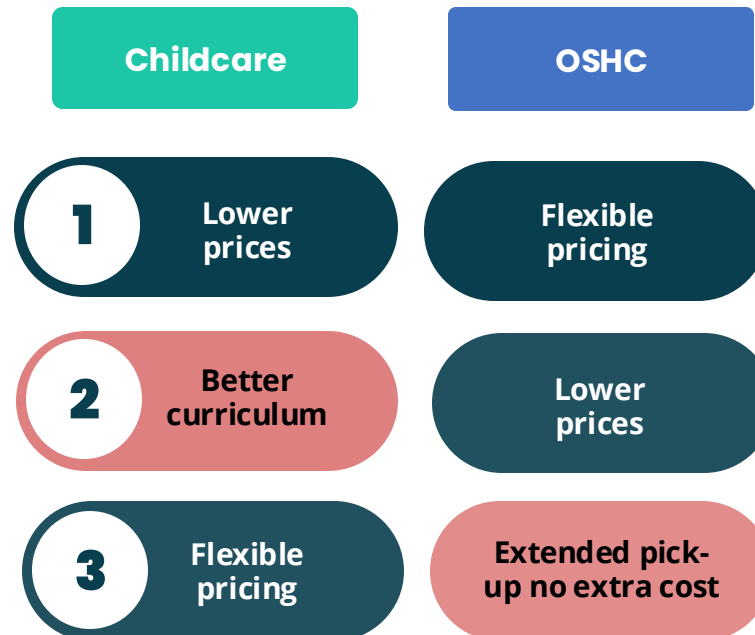 Childcare
OSHC
1
Lower
prices
Flexible
pricing
2
Better
curriculum
Lower
prices
3
Flexible
pricing
Extended pick-
up no extra cost